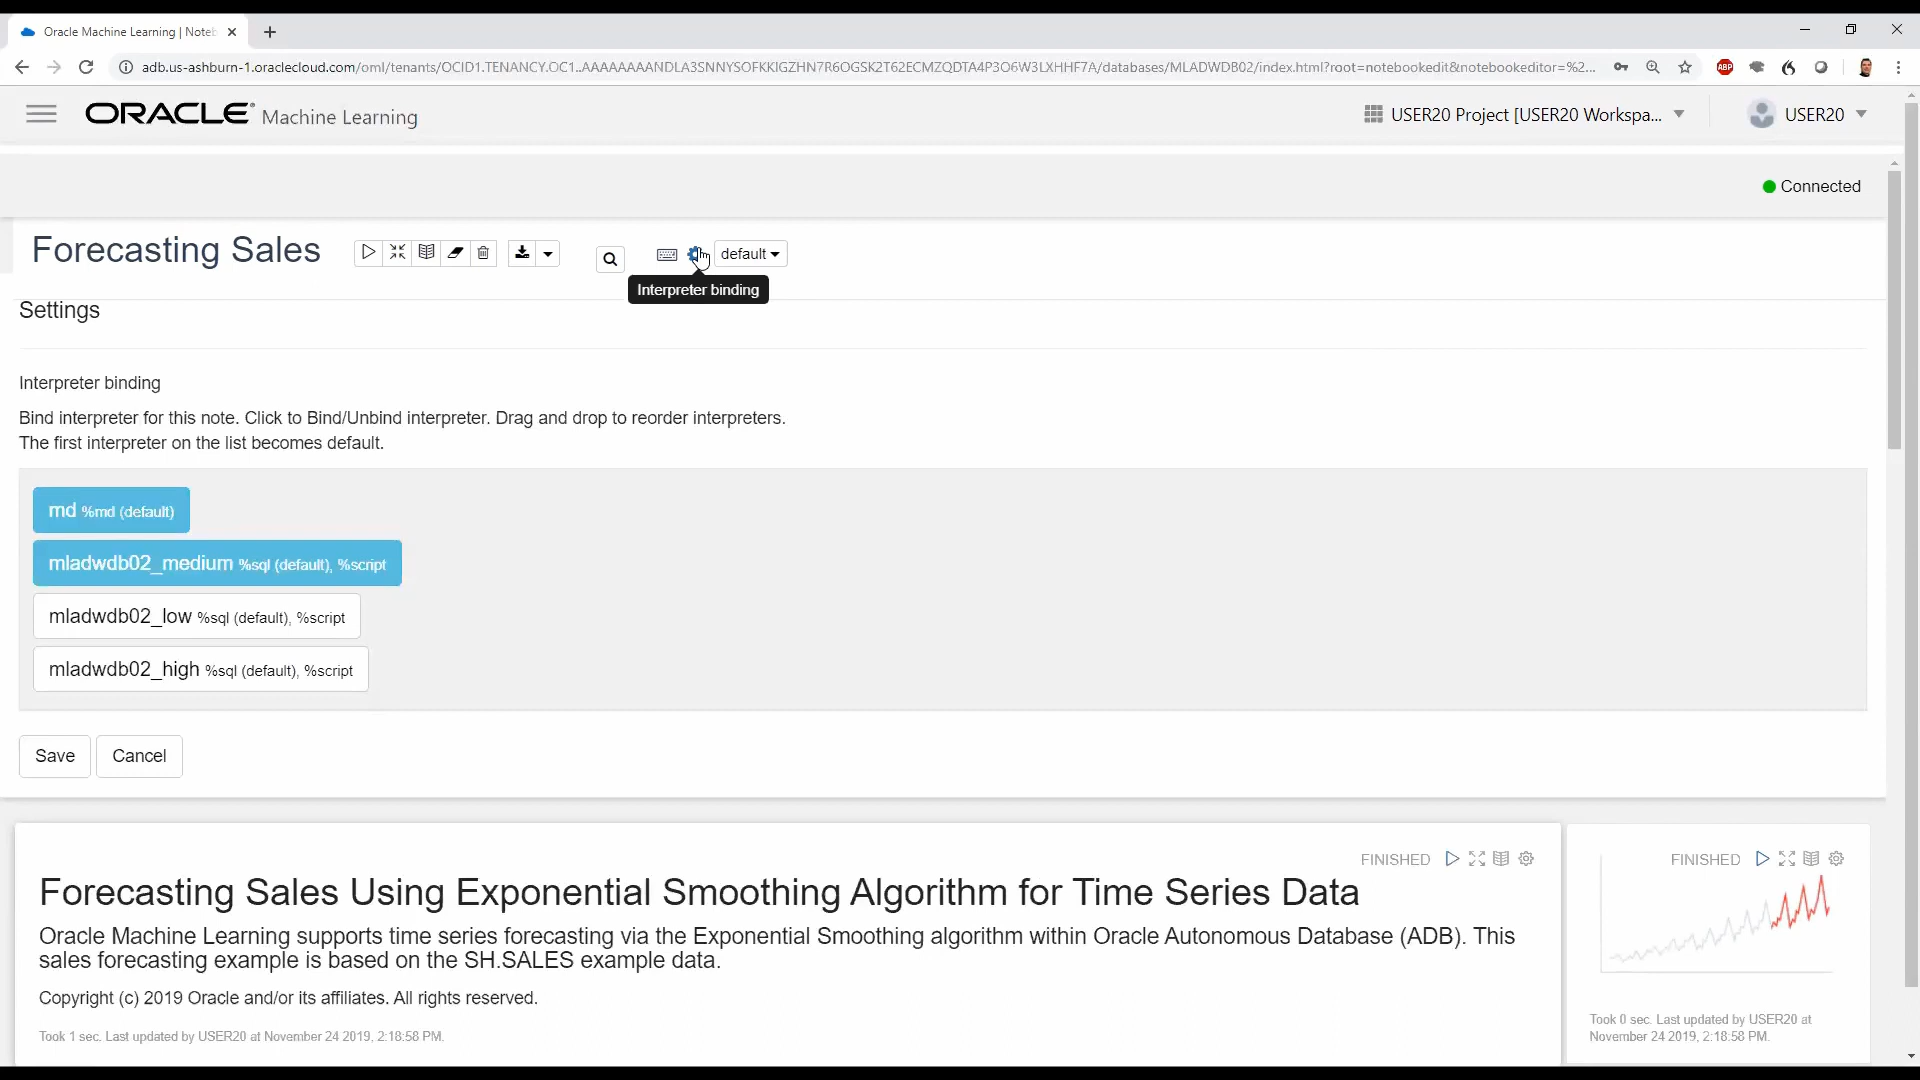 Oracle Machine Learning | Noteb
adb.us-ashburn-1.oraclecloud.com/oml/tenants/OCID1.TENANCY.OC1..AAAAAAAANDLA3SNNYSOFKKIGZHN7R6OGSK2T62ECMZQDTA4P3O6W3LXHHF7A/databases/MLADWDB02/index.html?root=notebookedit&notebookeditor=%2...
ABP
ORACLE Machine Learning
USER20 Project [USER20 Workspa...
USER20
Connected
Forecasting Sales
default
Interpreter binding
Settings
Interpreter binding
Bind interpreter for this note. Click to Bind/Unbind interpreter. Drag and drop to reorder interpreters.
The first interpreter on the list becomes default.
md %md (default)
mladwdb02_medium %sql (default), %script
mladwdb02_low %sql (default), %script
mladwdb02_high %sql (default), %script
Save
Cancel
FINISHED
FINISHED
Forecasting Sales Using Exponential Smoothing Algorithm for Time Series Data
Oracle Machine Learning supports time series forecasting via the Exponential Smoothing algorithm within Oracle Autonomous Database (ADB). This
sales forecasting example is based on the SH.SALES example data.
Copyright (c) 2019 Oracle and/or its affiliates. All rights reserved.
Took 1 sec. Last updated by USER20 at November 24 2019, 2:18:58 PM.
Took 0 sec. Last updated by USER20 at
November 24 2019, 2:18:58 PM.